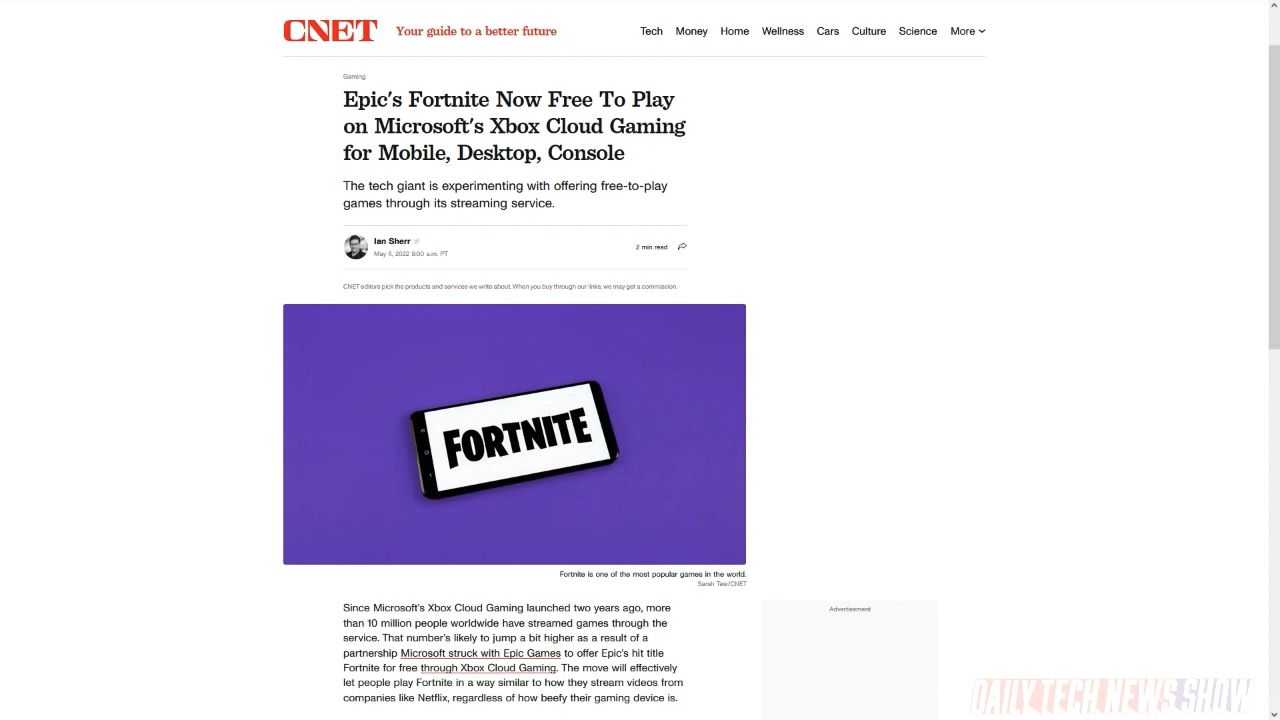 CNET
Your guide to a better future
Tech Money Home Wellness Cars Culture Science More
Gaming
Epic's Fortnite Now Free To Play
on Microsoft's Xbox Cloud Gaming
for Mobile, Desktop, Console
The tech giant is experimenting with offering free-to-play
games through its streaming service.
Ian Sherr
May 5, 2022 9:00 a.m. PT
2 min read
CNET editors pick the products and services we write about. When you buy through our links, we may get a commission.
FORTNITE
Fortnite is one of the most popular games in the world.
Sarah Tew/CNET
Since Microsoft's Xbox Cloud Gaming launched two years ago, more
than 10 million people worldwide have streamed games through the
service. That number's likely to jump a bit higher as a result of a
partnership Microsoft struck with Epic Games to offer Epic's hit title
Fortnite for free through Xbox Cloud Gaming. The move will effectively
let people play Fortnite in a way similar to how they stream videos from
companies like Netflix, regardless of how beefy their gaming device is.
Advertisement
DAILY TECH NEWS SHOW